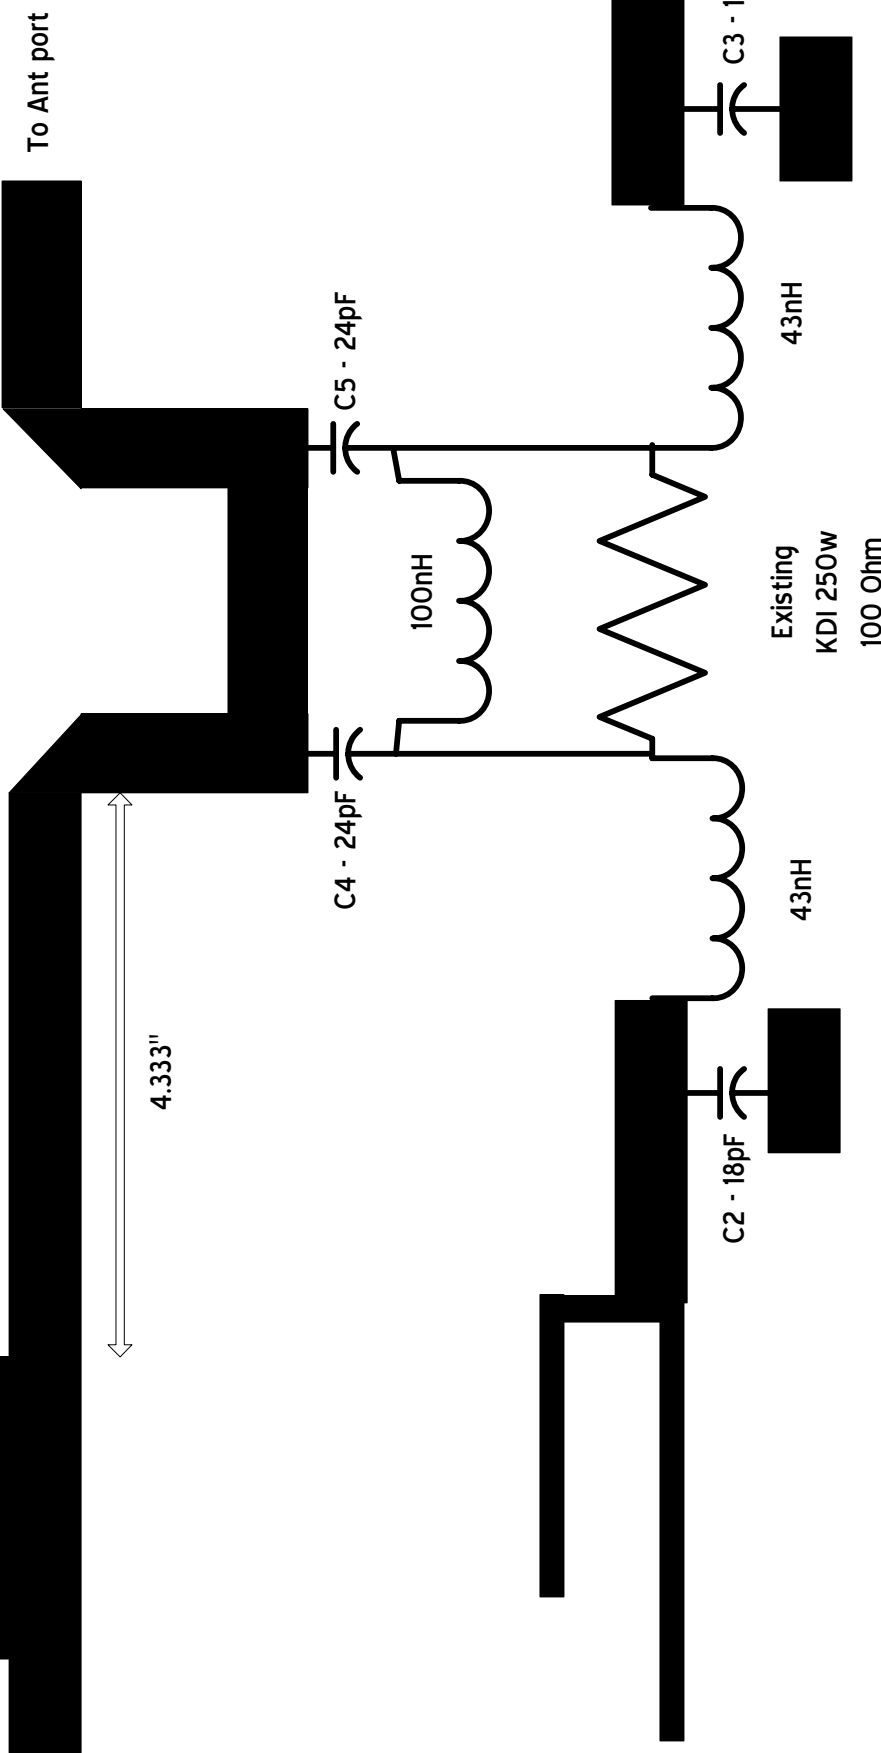 To Ant port
C3 - 1
C5 - 24pF
43nH
100nH
Existing
KDI 250w
100 Ohm
C4 - 24pF
43nH
4.333"
C2 - 18pF